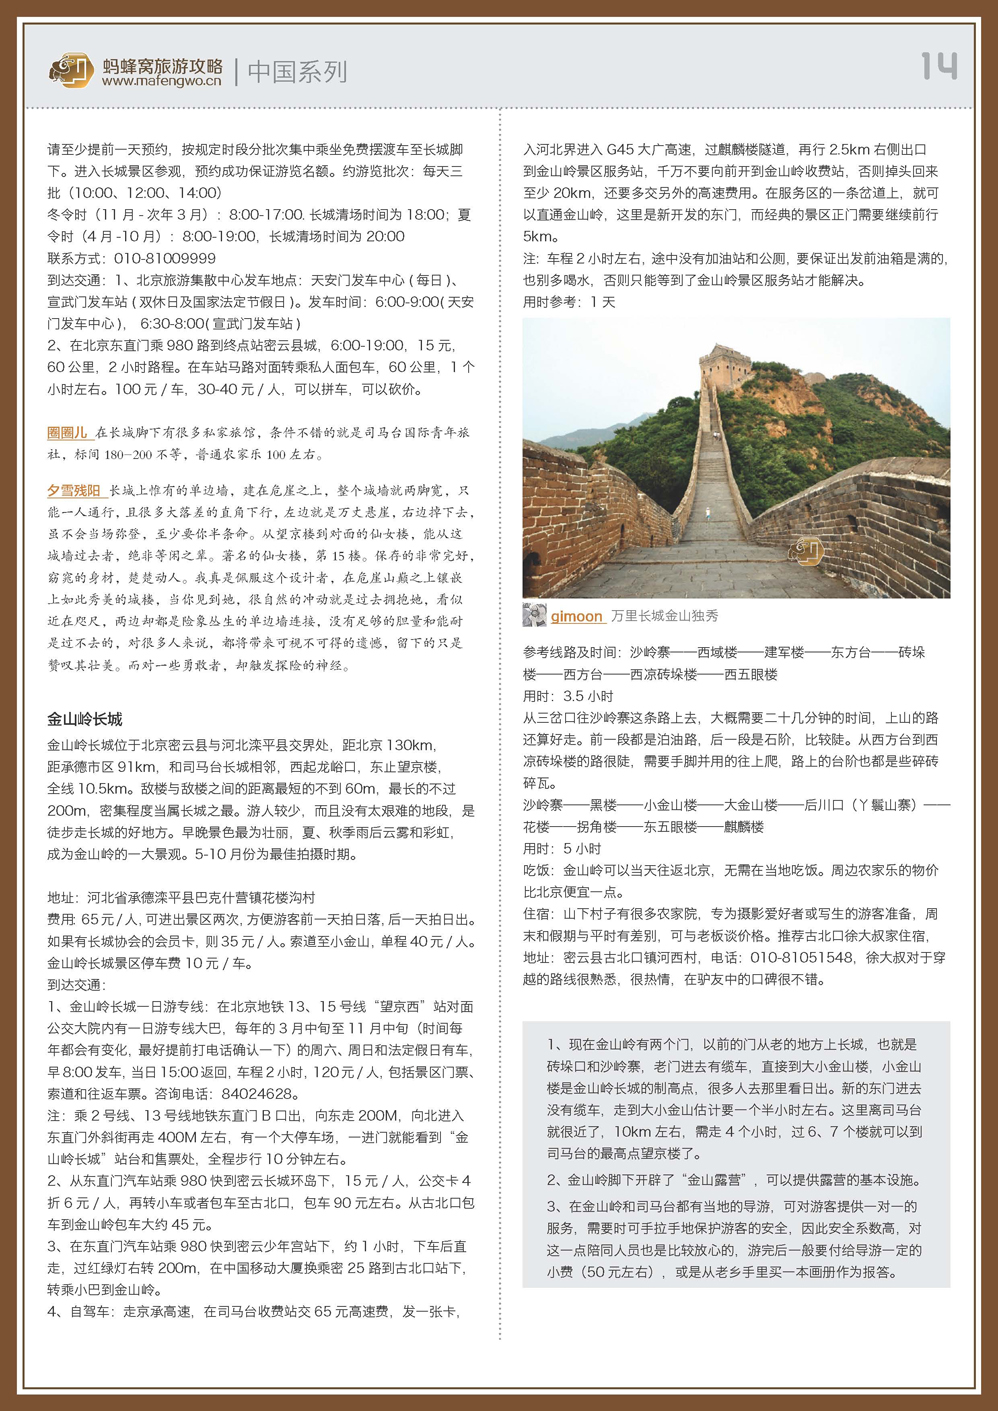 蚂蜂窝旅游攻略
www.mafengwo.cn
中国系列
14
请至少提前一天预约，按规定时段分批次集中乘坐免费摆渡车至长城脚
下。进入长城景区参观，预约成功保证游览名额。约游览批次：每天三
批（10:00、12:00、14:00）
冬令时（11 月 - 次年 3 月）：8:00-17:00. 长城清场时间为 18:00；夏
令时（4 月 -10 月）：8:00-19:00，长城清场时间为 20:00
联系方式：010-81009999
到达交通：1、北京旅游集散中心发车地点：天安门发车中心 ( 每日 )、
宣武门发车站 ( 双休日及国家法定节假日 )。发车时间：6:00-9:00( 天安
门发车中心 )， 6:30-8:00( 宣武门发车站 )
2、在北京东直门乘 980 路到终点站密云县城，6:00-19:00，15 元，
60 公里，2 小时路程。在车站马路对面转乘私人面包车，60 公里，1 个
小时左右。100 元 / 车，30-40 元 / 人，可以拼车，可以砍价。
圈圈儿 在长城脚下有很多私家旅馆，条件不错的就是司马台国际青年旅
社，标间 180-200 不等，普通农家乐 100 左右。
夕雪残阳 长城上惟有的单边墙，建在危崖之上，整个城墙就两脚宽，只
能一人通行，且很多大落差的直角下行，左边就是万丈悬崖，右边掉下去，
虽不会当场弥登，至少要你半条命。从望京楼到对面的仙女楼，能从这
城墙过去者，绝非等闲之辈。著名的仙女楼，第 15 楼。保存的非常完好，
窈窕的身材，楚楚动人。我真是佩服这个设计者，在危崖山巅之上镶嵌
上如此秀美的城楼，当你见到她，很自然的冲动就是过去拥抱她，看似
近在咫尺，两边却都是险象丛生的单边墙连接，没有足够的胆量和能耐
是过不去的，对很多人来说，都将带来可视不可得的遗憾，留下的只是
赞叹其壮美。而对一些勇敢者，却触发探险的神经。
金山岭长城
金山岭长城位于北京密云县与河北滦平县交界处，距北京 130km，
距承德市区 91km，和司马台长城相邻，西起龙峪口，东止望京楼，
全线 10.5km。敌楼与敌楼之间的距离最短的不到 60m，最长的不过
200m，密集程度当属长城之最。游人较少，而且没有太艰难的地段，是
徒步走长城的好地方。早晚景色最为壮丽，夏、秋季雨后云雾和彩虹，
成为金山岭的一大景观。5-10 月份为最佳拍摄时期。
地址：河北省承德滦平县巴克什营镇花楼沟村
费用: 65 元 / 人, 可进出景区两次, 方便游客前一天拍日落, 后一天拍日出。
如果有长城协会的会员卡，则 35 元 / 人。索道至小金山, 单程 40 元 / 人。
金山岭长城景区停车费 10 元 / 车。
到达交通：
1、金山岭长城一日游专线：在北京地铁 13、15 号线“望京西”站对面
公交大院内有一日游专线大巴，每年的 3 月中旬至 11 月中旬（时间每
年都会有变化，最好提前打电话确认一下）的周六、周日和法定假日有车，
早 8:00 发车, 当日 15:00 返回, 车程 2 小时, 120 元 / 人, 包括景区门票、
索道和往返车票。咨询电话：84024628。
注：乘 2 号线、13 号线地铁东直门 B 口出，向东走 200M，向北进入
东直门外斜街再走 400M 左右，有一个大停车场，一进门就能看到“金
山岭长城”站台和售票处，全程步行 10 分钟左右。
2、从东直门汽车站乘 980 快到密云长城环岛下，15 元 / 人，公交卡 4
折 6 元 / 人，再转小车或者包车至古北口，包车 90 元左右。从古北口包
车到金山岭包车大约 45 元。
3、在东直门汽车站乘 980 快到密云少年宫站下，约 1 小时，下车后直
走，过红绿灯右转 200m，在中国移动大厦换乘密 25 路到古北口站下，
转乘小巴到金山岭。
4、自驾车：走京承高速，在司马台收费站交 65 元高速费，发一张卡，
入河北界进入 G45 大广高速，过麒麟楼隧道，再行 2.5km 右侧出口
到金山岭景区服务站，千万不要向前开到金山岭收费站，否则掉头回来
至少 20km，还要多交另外的高速费用。在服务区的一条岔道上，就可
以直通金山岭，这里是新开发的东门，而经典的景区正门需要继续前行
5km。
注：车程 2 小时左右，途中没有加油站和公厕，要保证出发前油箱是满的，
也别多喝水，否则只能等到了金山岭景区服务站才能解决。
用时参考：1 天
gimoon 万里长城金山独秀
参考线路及时间：沙岭寨——西域楼——建军楼——东方台——砖垛
楼——西方台——西凉砖垛楼——西五眼楼
用时：3.5 小时
从三岔口往沙岭寨这条路上去，大概需要二十几分钟的时间，上山的路
还算好走。前一段都是泊油路，后一段是石阶，比较陡。从西方台到西
凉砖垛楼的路很陡，需要手脚并用的往上爬，路上的台阶也都是些碎砖
碎瓦。
沙岭寨——黑楼——小金山楼——大金山楼——后川口（丫鬟山寨）——
花楼——拐角楼——东五眼楼——麒麟楼
用时：5 小时
吃饭：金山岭可以当天往返北京，无需在当地吃饭。周边农家乐的物价
比北京便宜一点。
住宿：山下村子有很多农家院，专为摄影爱好者或写生的游客准备，周
末和假期与平时有差别，可与老板谈价格。推荐古北口徐大叔家住宿，
地址：密云县古北口镇河西村，电话：010-81051548，徐大叔对于穿
越的路线很熟悉，很热情，在驴友中的口碑很不错。
1、现在金山岭有两个门，以前的门从老的地方上长城，也就是
砖垛口和沙岭寨，老门进去有缆车，直接到大小金山楼，小金山
楼是金山岭长城的制高点，很多人去那里看日出。新的东门进去
没有缆车，走到大小金山估计要一个半小时左右。这里离司马台
就很近了，10km 左右，需走 4 个小时，过 6、7 个楼就可以到
司马台的最高点望京楼了。
2、金山岭脚下开辟了“金山露营”，可以提供露营的基本设施。
3、在金山岭和司马台都有当地的导游，可对游客提供一对一的
服务，需要时可手拉手地保护游客的安全，因此安全系数高，对
这一点陪同人员也是比较放心的，游完后一般要付给导游一定的
小费（50 元左右），或是从老乡手里买一本画册作为报答。